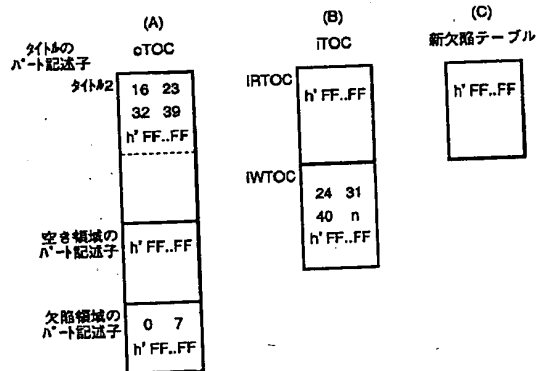 (A)
oTOC
タイトルの
パート記述子
タイトル2
16 23
32 39
h' FF..FF
空き領域の
パート記述子
h' FF..FF
欠陥領域の
パート記述子
0 7
h' FF..FF
(B)
iTOC
IRTOC
h' FF..FF
IWTOC
24 31
40 n
h' FF..FF
(C)
新欠陥テーブル
h' FF..FF